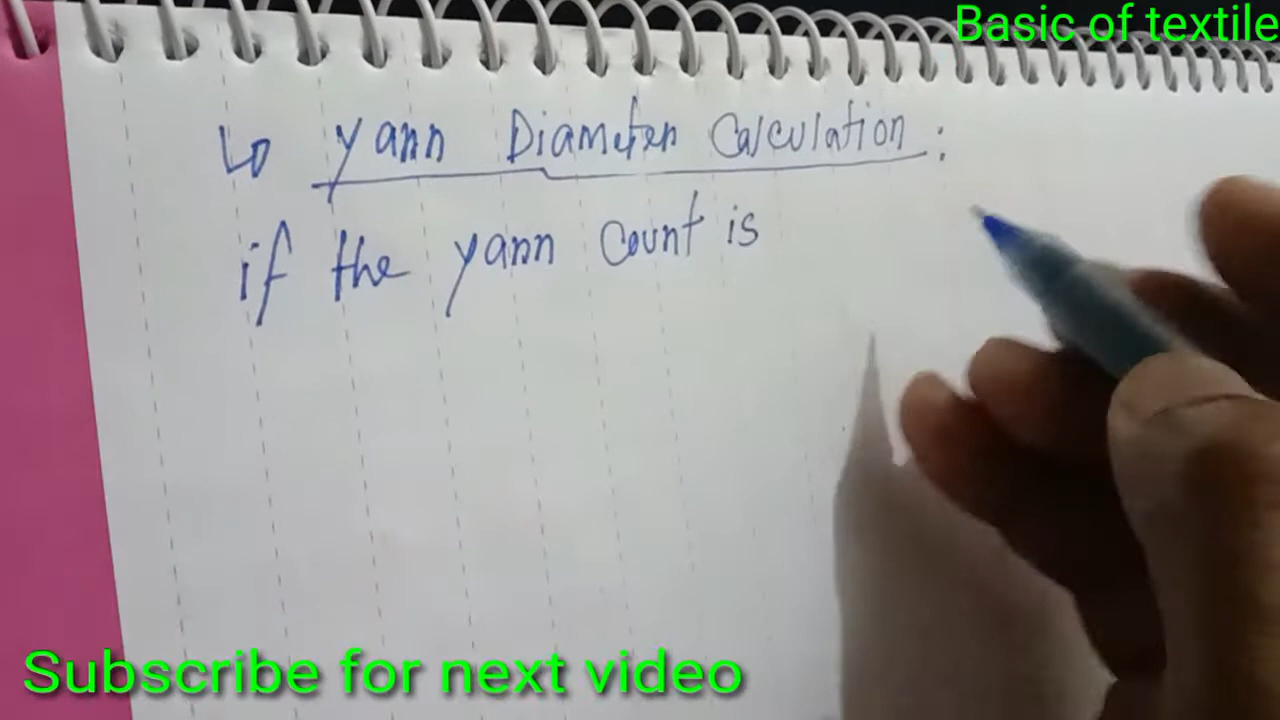 Basic of textile
↳ Yarn Diameter Calculation:
if the yarn count is
Subscribe for next video